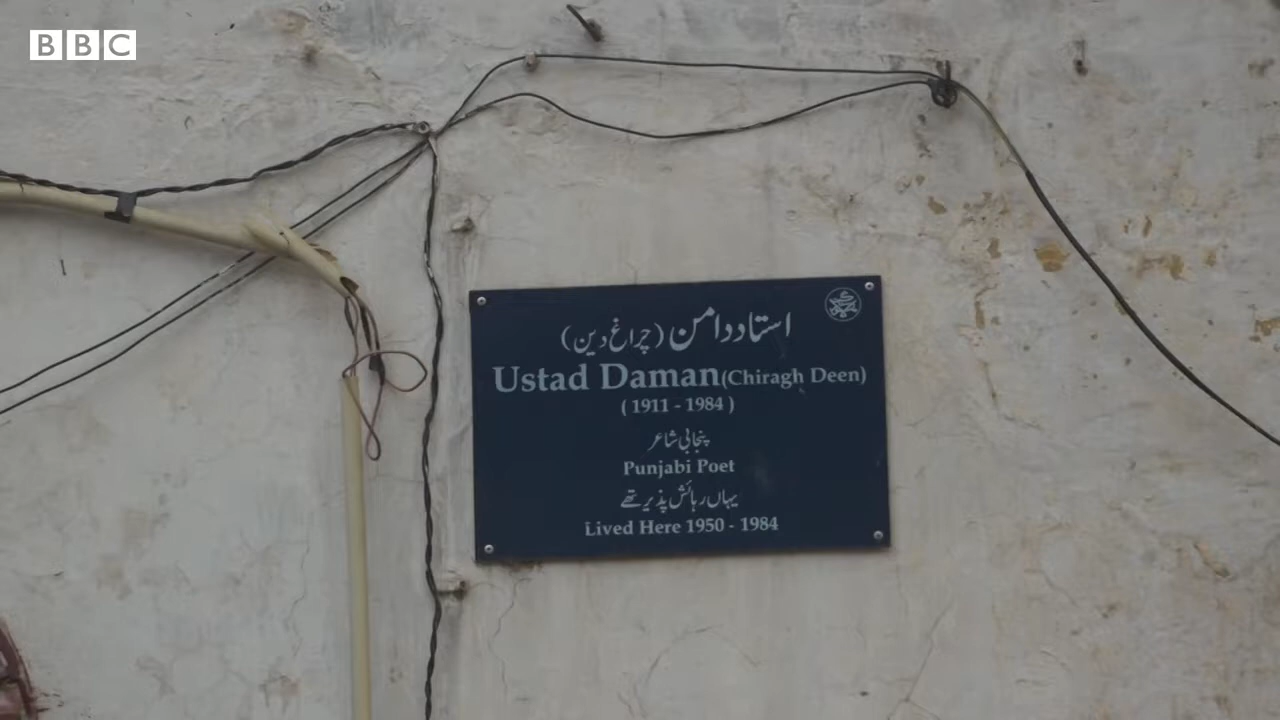 BBC
استاد دامن (چراغ دین)
Ustad Daman (Chiragh Deen)
( 1911 - 1984 )
پنجابی شاعر
Punjabi Poet
یہاں رہائش پذیر تھے
Lived Here 1950 - 1984